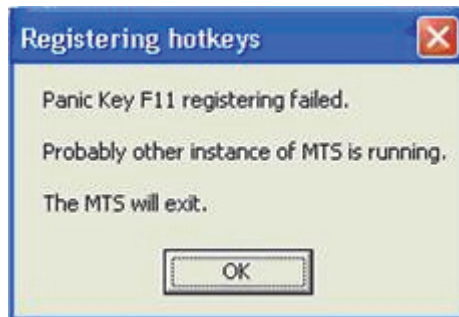 Registering hotkeys
Panic Key F11 registering failed.
Probably other instance of MTS is running.
The MTS will exit.
OK